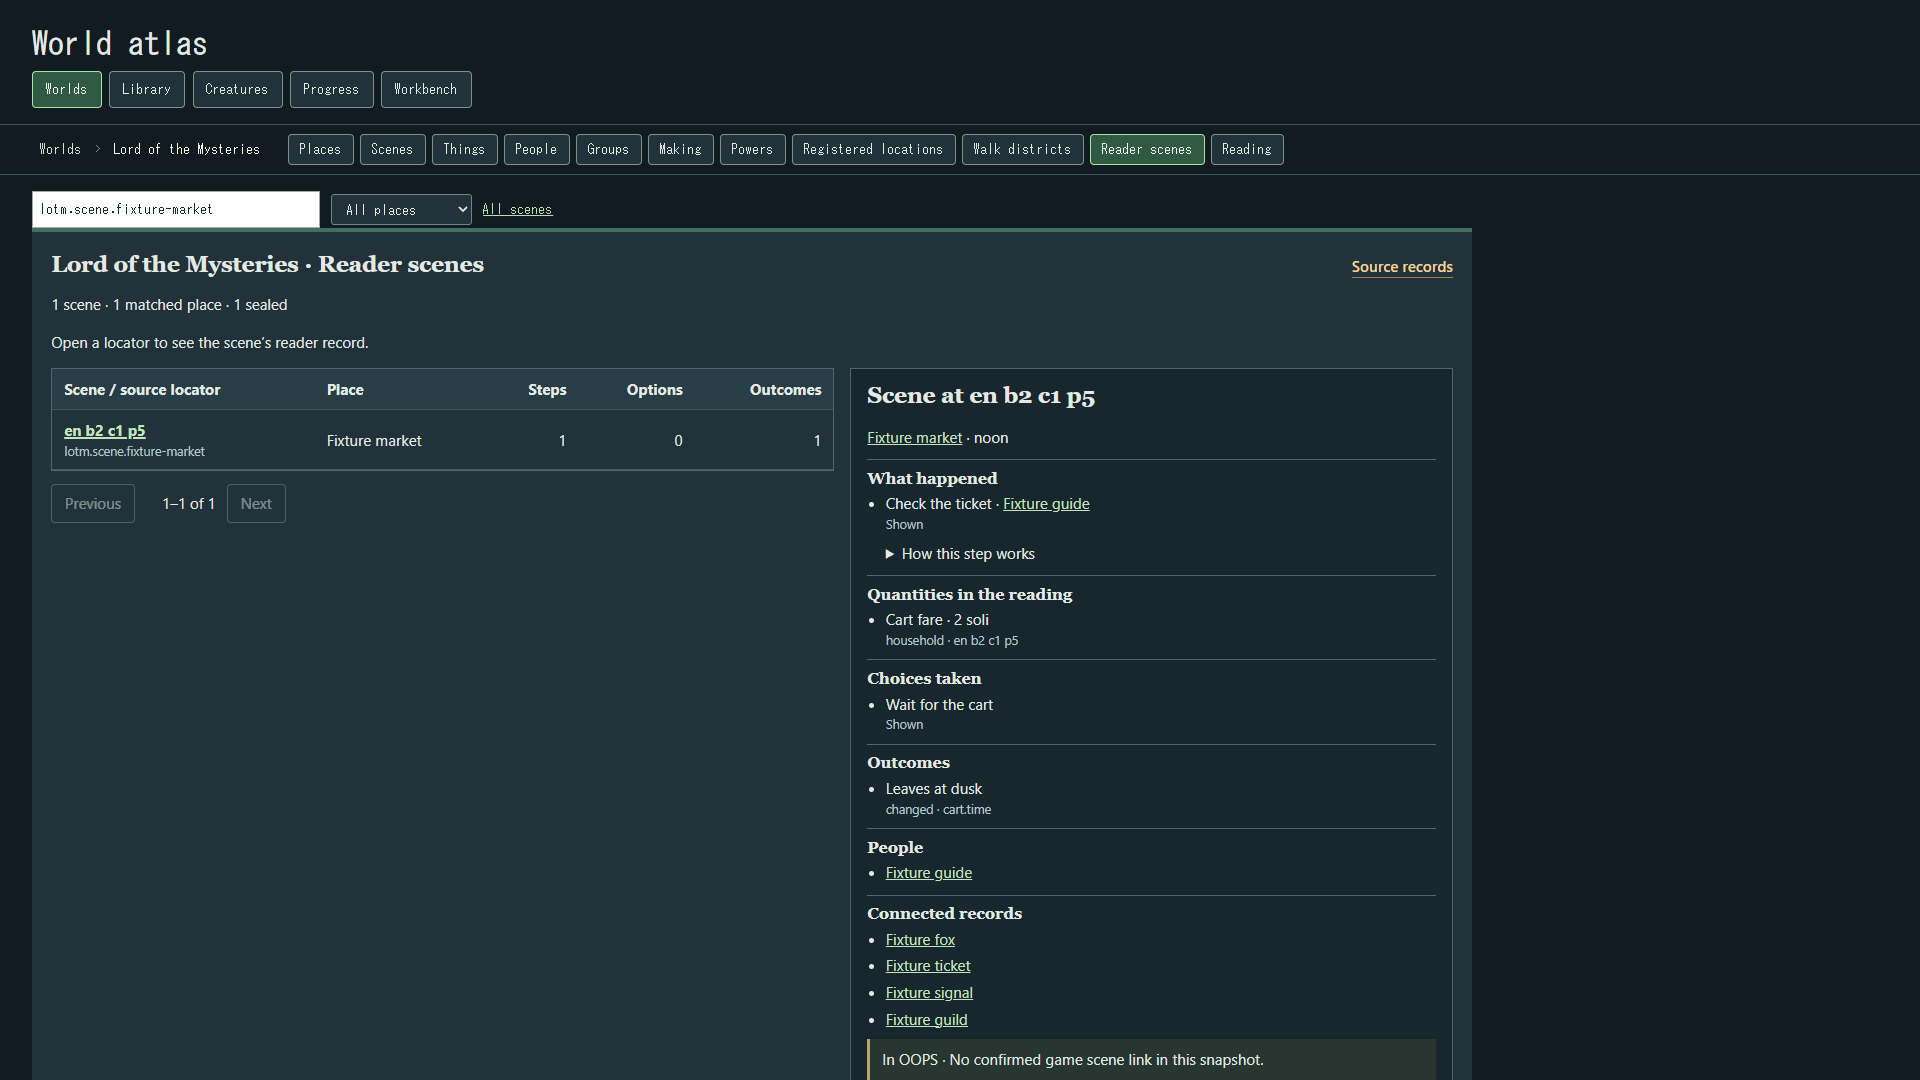 World atlas
Worlds Library Creatures Progress Workbench
Worlds > Lord of the Mysteries Places Scenes Things People Groups Making Powers Registered locations Walk districts Reader scenes Reading
lotm.scene.fixture-market All places All scenes
Lord of the Mysteries · Reader scenes
Source records
1 scene · 1 matched place · 1 sealed
Open a locator to see the scene's reader record.
Scene / source locator Place Steps Options Outcomes
en b2 c1 p5
lotm.scene.fixture-market
Fixture market 1 0 1
Previous 1–1 of 1 Next
Scene at en b2 c1 p5
Fixture market · noon
What happened
• Check the ticket · Fixture guide
Shown
▶ How this step works
Quantities in the reading
• Cart fare · 2 soli
household · en b2 c1 p5
Choices taken
• Wait for the cart
Shown
Outcomes
• Leaves at dusk
changed · cart.time
People
• Fixture guide
Connected records
• Fixture fox
• Fixture ticket
• Fixture signal
• Fixture guild
In OOPS · No confirmed game scene link in this snapshot.